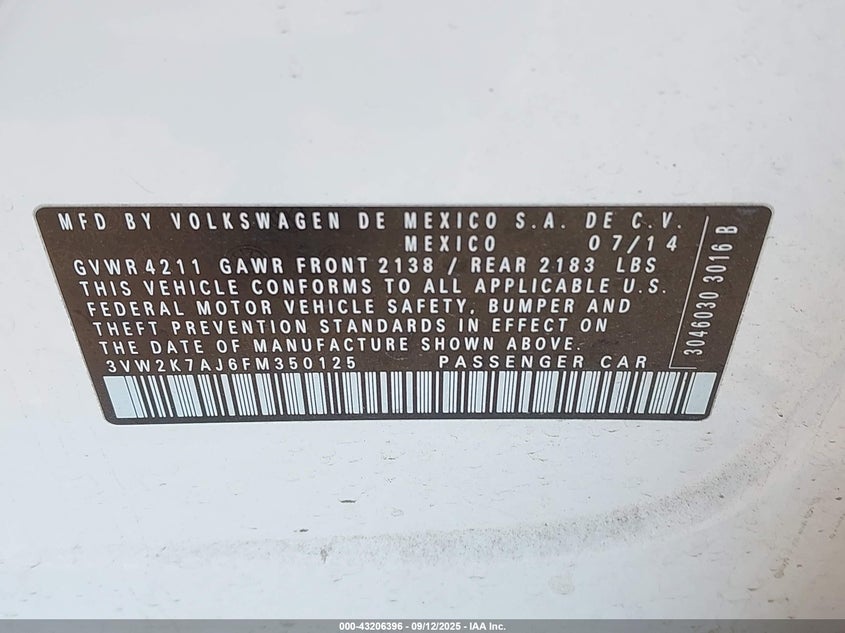 MFD BY VOLKSWAGEN DE MEXICO S.A. DE C.V.
MEXICO 07/14
GVWR 4211 GAWR FRONT 2138 / REAR 2183 LBS
THIS VEHICLE CONFORMS TO ALL APPLICABLE U.S.
FEDERAL MOTOR VEHICLE SAFETY, BUMPER AND
THEFT PREVENTION STANDARDS IN EFFECT ON
THE DATE OF MANUFACTURE SHOWN ABOVE.
3VW2K7AJ6FM350125 PASSENGER CAR
3046030 3016 B
000-43206396 - 09/12/2025 - IAA Inc.